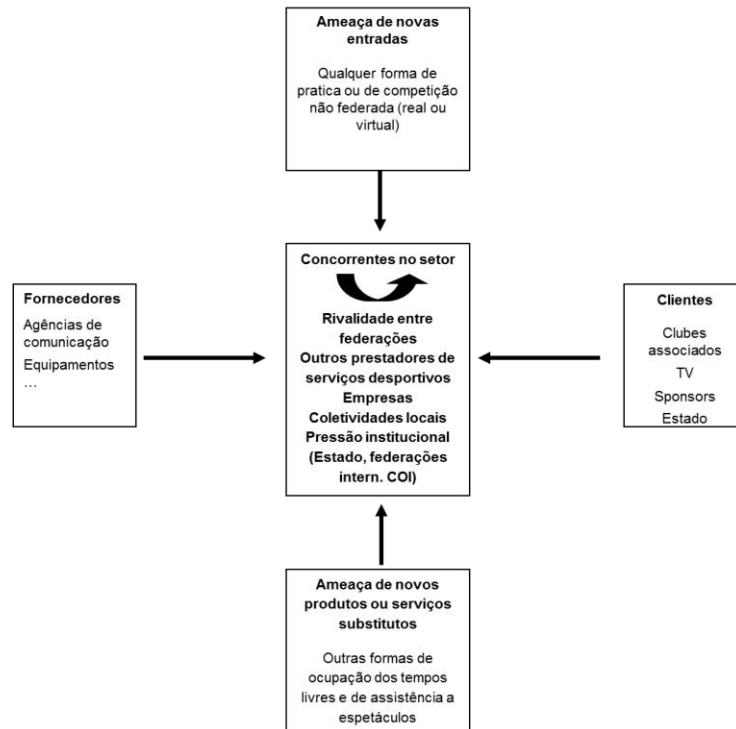 Ameaça de novas
entradas
Qualquer forma de
pratica ou de competição
não federada (real ou
virtual)
Concorrentes no setor
Rivalidade entre
federações
Outros prestadores de
serviços desportivos
Empresas
Coletividades locais
Pressão institucional
(Estado, federações
intern. COI)
Fornecedores
Agências de
comunicação
Equipamentos
...
Clientes
Clubes
associados
TV
Sponsors
Estado
Ameaça de novos
produtos ou serviços
substitutos
Outras formas de
ocupação dos tempos
livres e de assistência a
espetáculos